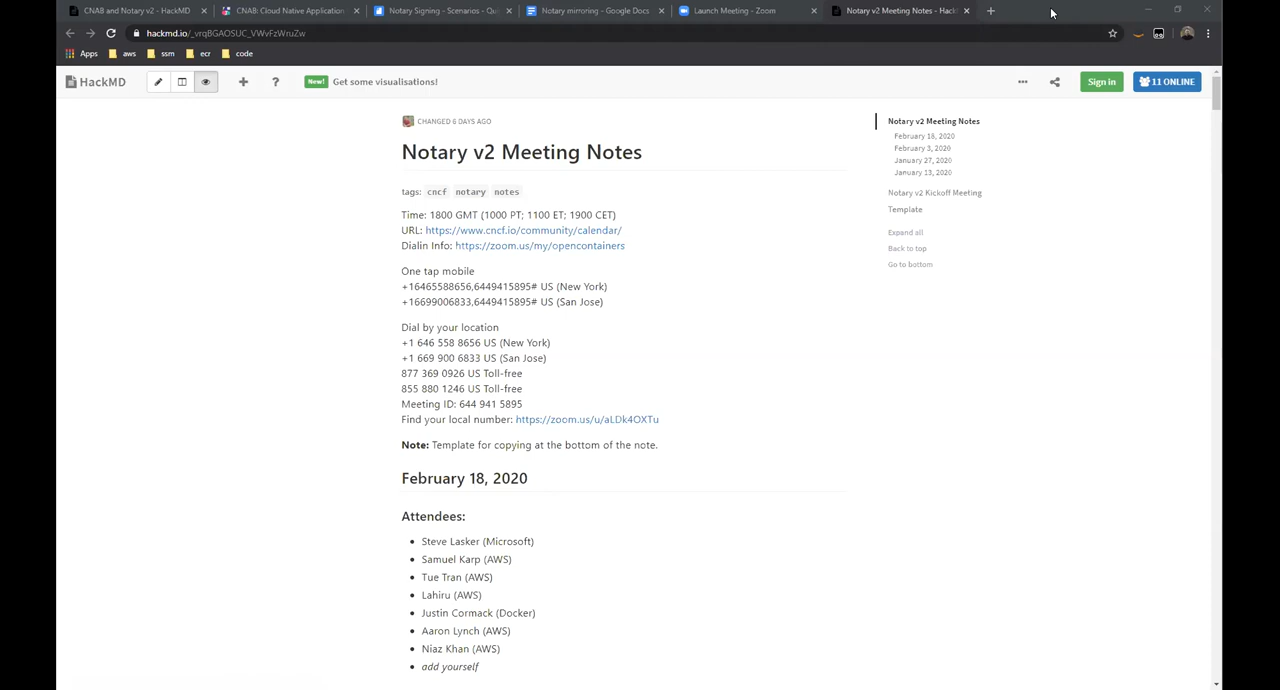 CNAB and Notary v2 - HackMD
CNAB: Cloud Native Application
Notary Signing - Scenarios - Qu
Notary mirroring - Google Docs
Launch Meeting - Zoom
Notary v2 Meeting Notes - Hack
hackmd.io/_vrqBGAOSUC_VWvFzWruZw
Apps
aws
ssm
ecr
code
HackMD
New!
Get some visualisations!
Sign in
11 ONLINE
CHANGED 6 DAYS AGO
Notary v2 Meeting Notes
tags: cncf notary notes
Time: 1800 GMT (1000 PT; 1100 ET; 1900 CET)
URL: https://www.cncf.io/community/calendar/
Dialin Info: https://zoom.us/my/opencontainers
One tap mobile
+16465588656,6449415895# US (New York)
+16699006833,6449415895# US (San Jose)
Dial by your location
+1 646 558 8656 US (New York)
+1 669 900 6833 US (San Jose)
877 369 0926 US Toll-free
855 880 1246 US Toll-free
Meeting ID: 644 941 5895
Find your local number: https://zoom.us/u/aLDk4OXTu
Note: Template for copying at the bottom of the note.
February 18, 2020
Attendees:
Steve Lasker (Microsoft)
Samuel Karp (AWS)
Tue Tran (AWS)
Lahiru (AWS)
Justin Cormack (Docker)
Aaron Lynch (AWS)
Niaz Khan (AWS)
add yourself
Notary v2 Meeting Notes
February 18, 2020
February 3, 2020
January 27, 2020
January 13, 2020
Notary v2 Kickoff Meeting
Template
Expand all
Back to top
Go to bottom